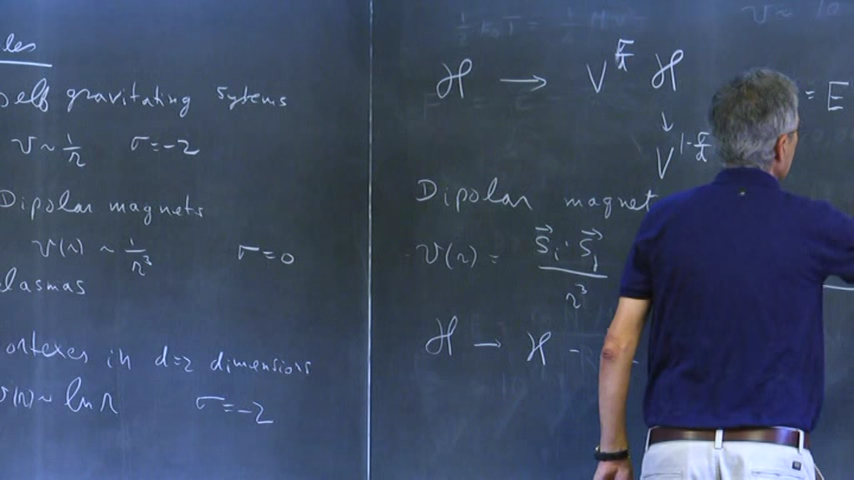 les
Self gravitating Sytems
v ~ 1/r   σ = -2
Dipolar magnets
v(r) ~ 1/r³   σ = 0
lasmas
ortexes in d=2 dimensions
v(r) ~ ln r   σ = -2
ℋ → V^{σ/d} ℋ
= E
↓
V^{1-σ/d}
Dipolar magnet
v(r) = S⃗i · S⃗j / r³
ℋ → ℋ -